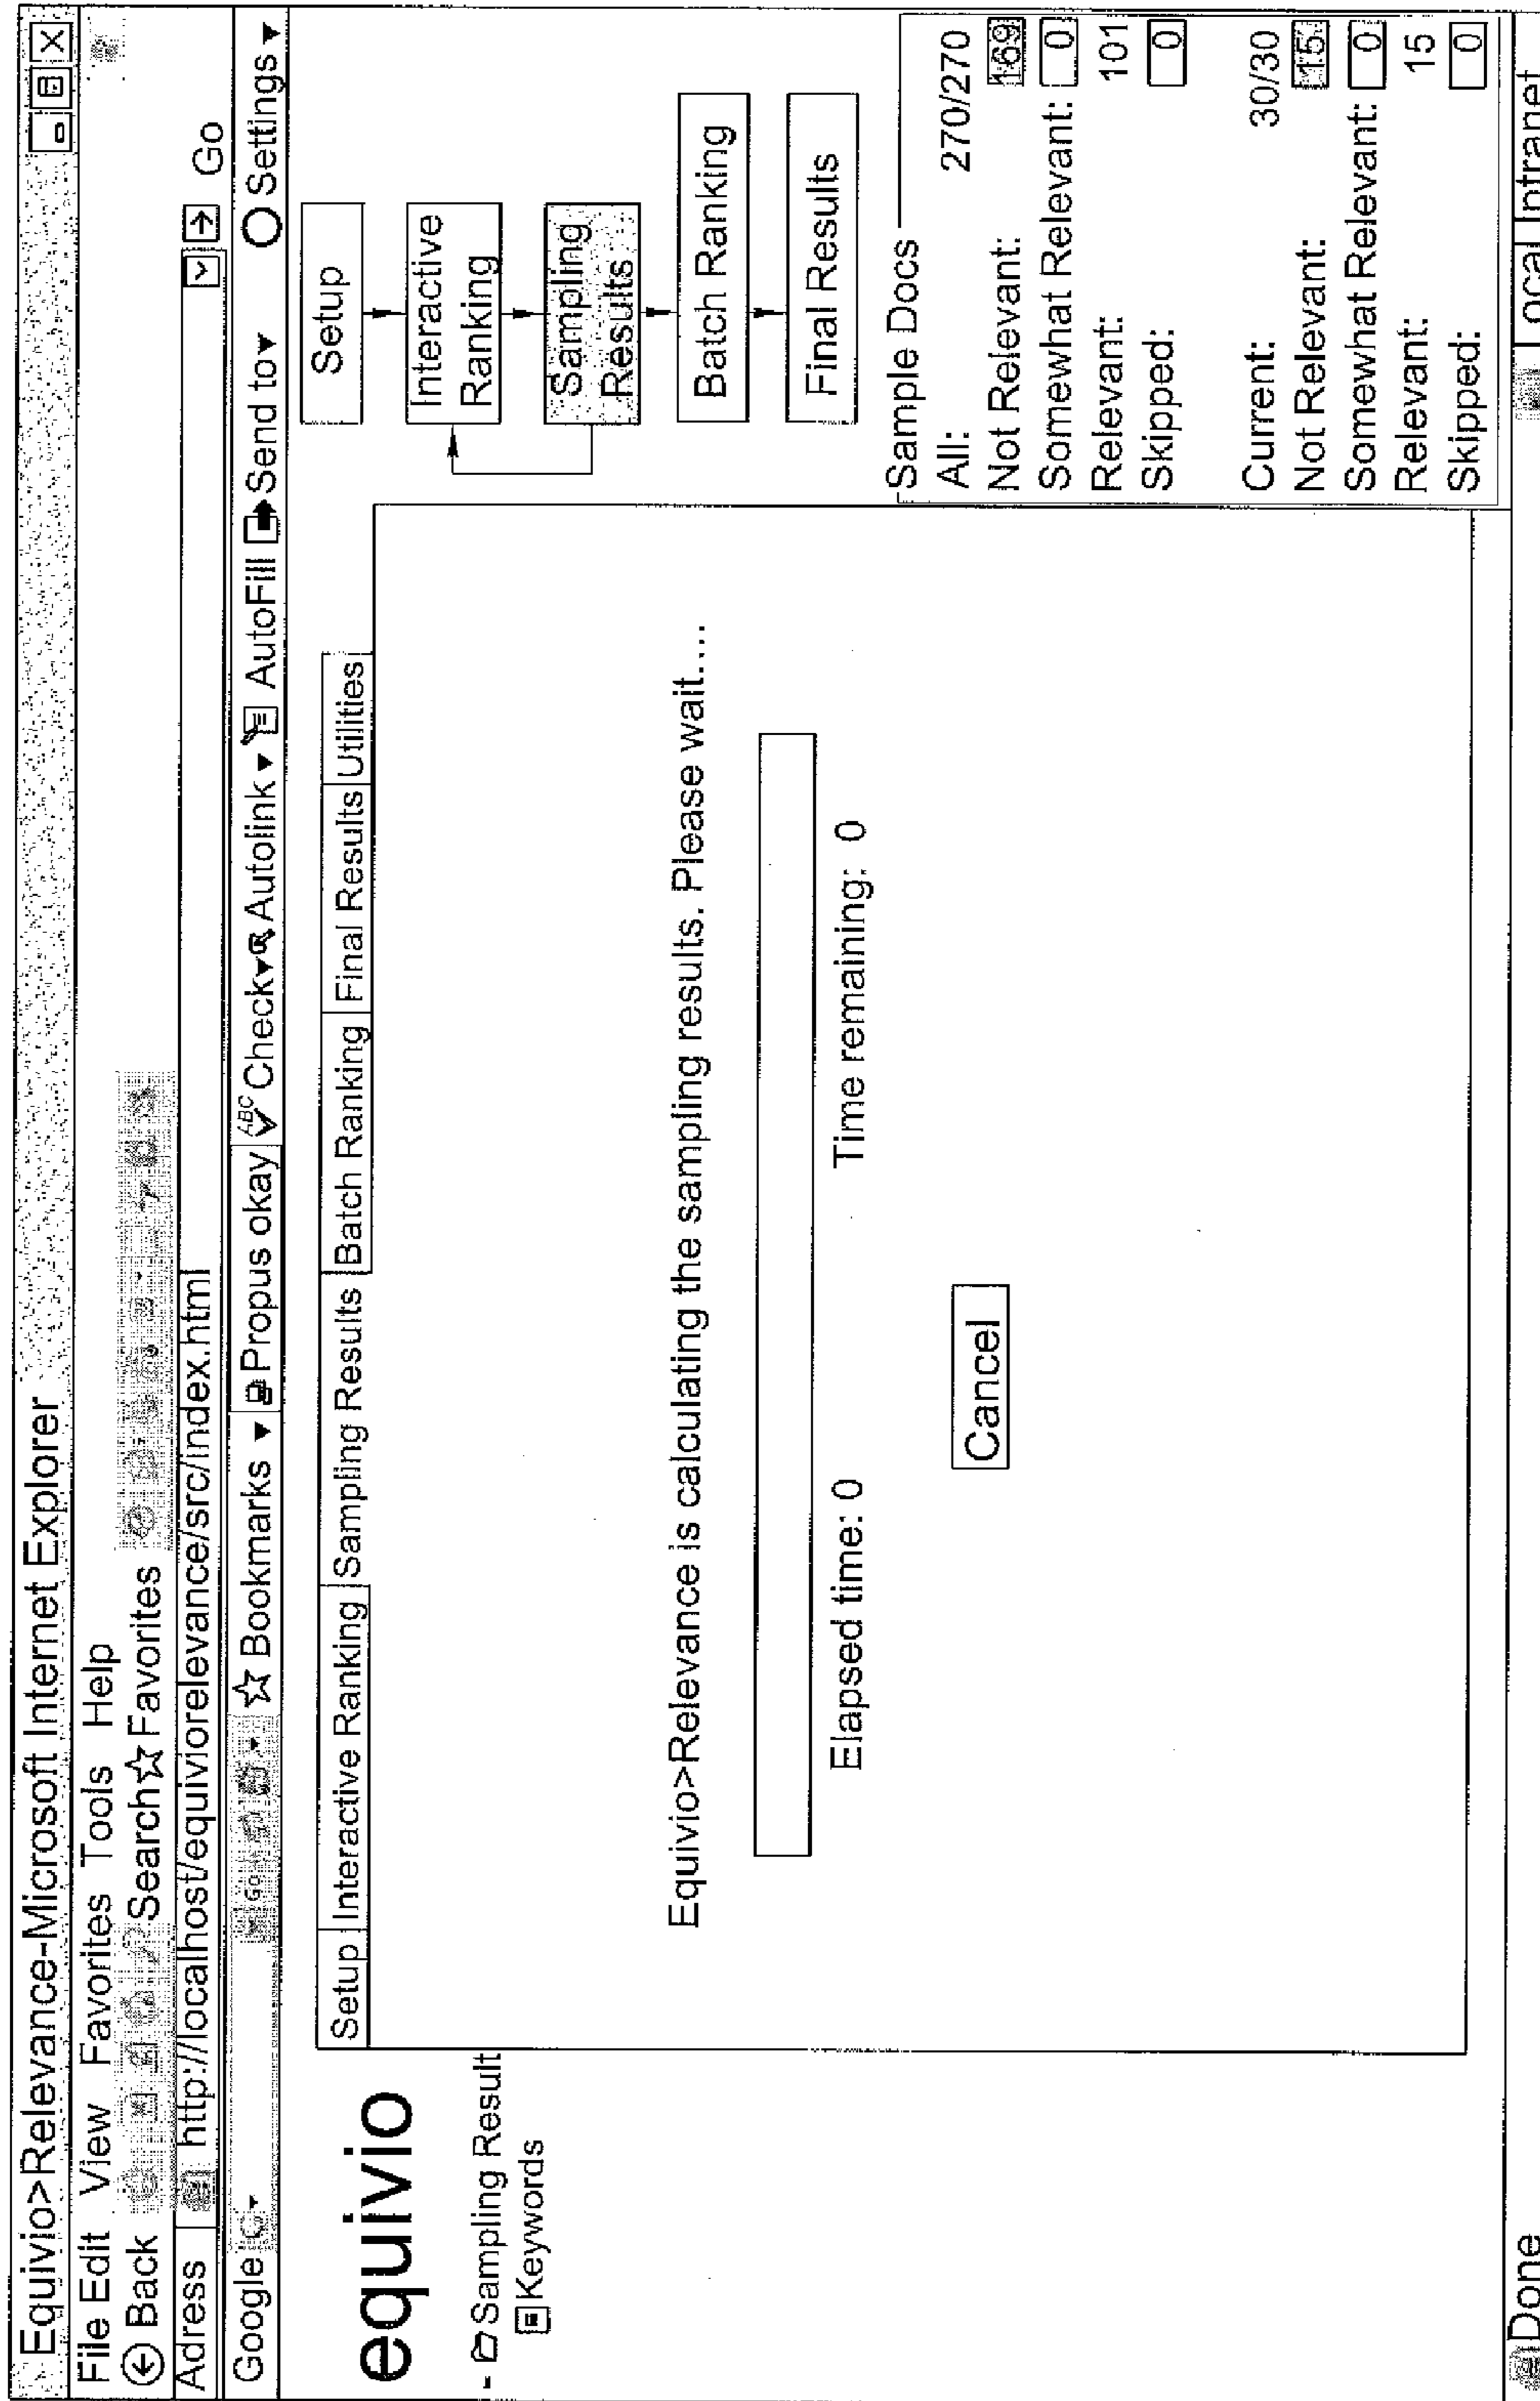 Equivio>Relevance-Microsoft Internet Explorer
File Edit View Favorites Tools Help
Back Search Favorites
Adress http://localhost/equiviorelevance/src/index.html Go
Google Go Bookmarks Propus okay ABC Check Autolink AutoFill Send to Settings
equivio
- Sampling Result
Keywords
Setup Interactive Ranking Sampling Results Batch Ranking Final Results Utilities
Equivio>Relevance is calculating the sampling results. Please wait....
Elapsed time: 0 Time remaining: 0
Cancel
Setup
Interactive
Ranking
Sampling
Results
Batch Ranking
Final Results
Sample Docs
All: 270/270
Not Relevant: 169
Somewhat Relevant: 0
Relevant: 101
Skipped: 0
Current: 30/30
Not Relevant: 15
Somewhat Relevant: 0
Relevant: 15
Skipped: 0
Done Local Intranet